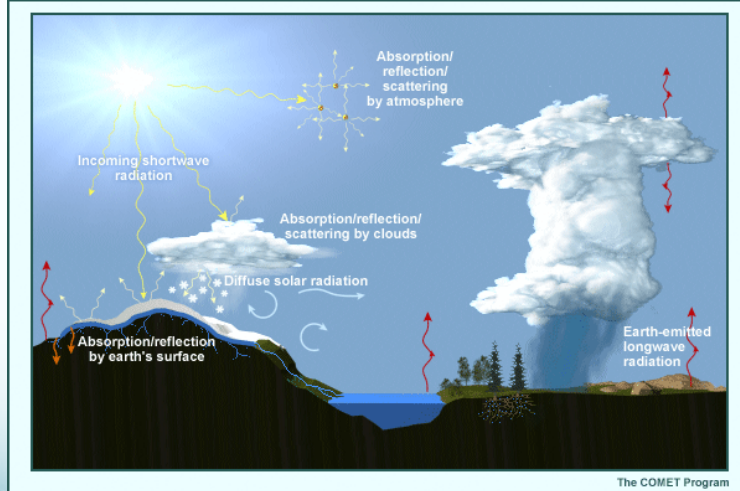 Absorption/
reflection/
scattering
by atmosphere
Incoming shortwave
radiation
Absorption/reflection/
scattering by clouds
Diffuse solar radiation
Absorption/reflection
by earth's surface
Earth-emitted
longwave
radiation
The COMET Program